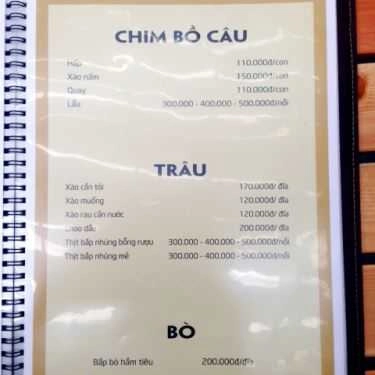 CHIM BỒ CÂU
Hấp 110.000đ/con
Xào nấm 150.000đ/con
Quay 110.000đ/con
Lẩu 300.000 - 400.000 - 500.000đ/nồi
TRÂU
Xào cần tỏi 170.000đ/ đĩa
Xào muống 120.000đ/ đĩa
Xào rau cần nước 120.000đ/ đĩa
dầu 200.000đ/ đĩa
Thịt bắp nhúng bỗng rượu 300.000 - 400.000 - 500.000đ/nồi
Thịt bắp nhúng mẻ 300.000 - 400.000 - 500.000đ/nồi
BÒ
Bắp bò hầm tiêu 200.000đ/đĩa